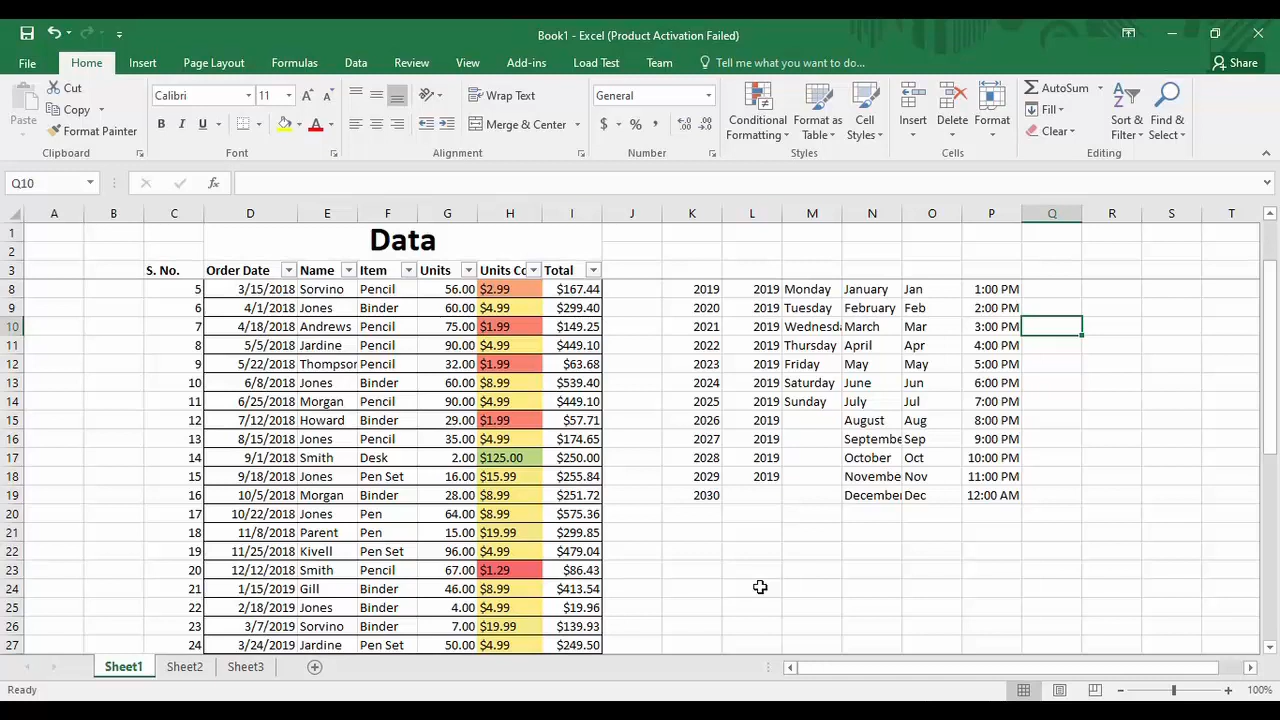 Book1 - Excel (Product Activation Failed)
File Home Insert Page Layout Formulas Data Review View Add-ins Load Test Team Tell me what you want to do... Share
Paste Cut Copy Format Painter Clipboard
Calibri 11 B I U A Font
Wrap Text Merge & Center Alignment
General $ % , Number
Conditional Formatting Format as Table Cell Styles Styles
Insert Delete Format Cells
AutoSum Fill Clear Sort & Filter Find & Select Editing
Q10 fx
A B C D E F G H I J K L M N O P Q R S T
1 Data
2
3 S. No. Order Date Name Item Units Units Co Total
8 5 3/15/2018 Sorvino Pencil 56.00 $2.99 $167.44 2019 2019 Monday January Jan 1:00 PM
9 6 4/1/2018 Jones Binder 60.00 $4.99 $299.40 2020 2019 Tuesday February Feb 2:00 PM
10 7 4/18/2018 Andrews Pencil 75.00 $1.99 $149.25 2021 2019 Wednesda March Mar 3:00 PM
11 8 5/5/2018 Jardine Pencil 90.00 $4.99 $449.10 2022 2019 Thursday April Apr 4:00 PM
12 9 5/22/2018 Thompson Pencil 32.00 $1.99 $63.68 2023 2019 Friday May May 5:00 PM
13 10 6/8/2018 Jones Binder 60.00 $8.99 $539.40 2024 2019 Saturday June Jun 6:00 PM
14 11 6/25/2018 Morgan Pencil 90.00 $4.99 $449.10 2025 2019 Sunday July Jul 7:00 PM
15 12 7/12/2018 Howard Binder 29.00 $1.99 $57.71 2026 2019 August Aug 8:00 PM
16 13 8/15/2018 Jones Pencil 35.00 $4.99 $174.65 2027 2019 Septembe Sep 9:00 PM
17 14 9/1/2018 Smith Desk 2.00 $125.00 $250.00 2028 2019 October Oct 10:00 PM
18 15 9/18/2018 Jones Pen Set 16.00 $15.99 $255.84 2029 2019 Novembe Nov 11:00 PM
19 16 10/5/2018 Morgan Binder 28.00 $8.99 $251.72 2030 December Dec 12:00 AM
20 17 10/22/2018 Jones Pen 64.00 $8.99 $575.36
21 18 11/8/2018 Parent Pen 15.00 $19.99 $299.85
22 19 11/25/2018 Kivell Pen Set 96.00 $4.99 $479.04
23 20 12/12/2018 Smith Pencil 67.00 $1.29 $86.43
24 21 1/15/2019 Gill Binder 46.00 $8.99 $413.54
25 22 2/18/2019 Jones Binder 4.00 $4.99 $19.96
26 23 3/7/2019 Sorvino Binder 7.00 $19.99 $139.93
27 24 3/24/2019 Jardine Pen Set 50.00 $4.99 $249.50
Sheet1 Sheet2 Sheet3
Ready 100%